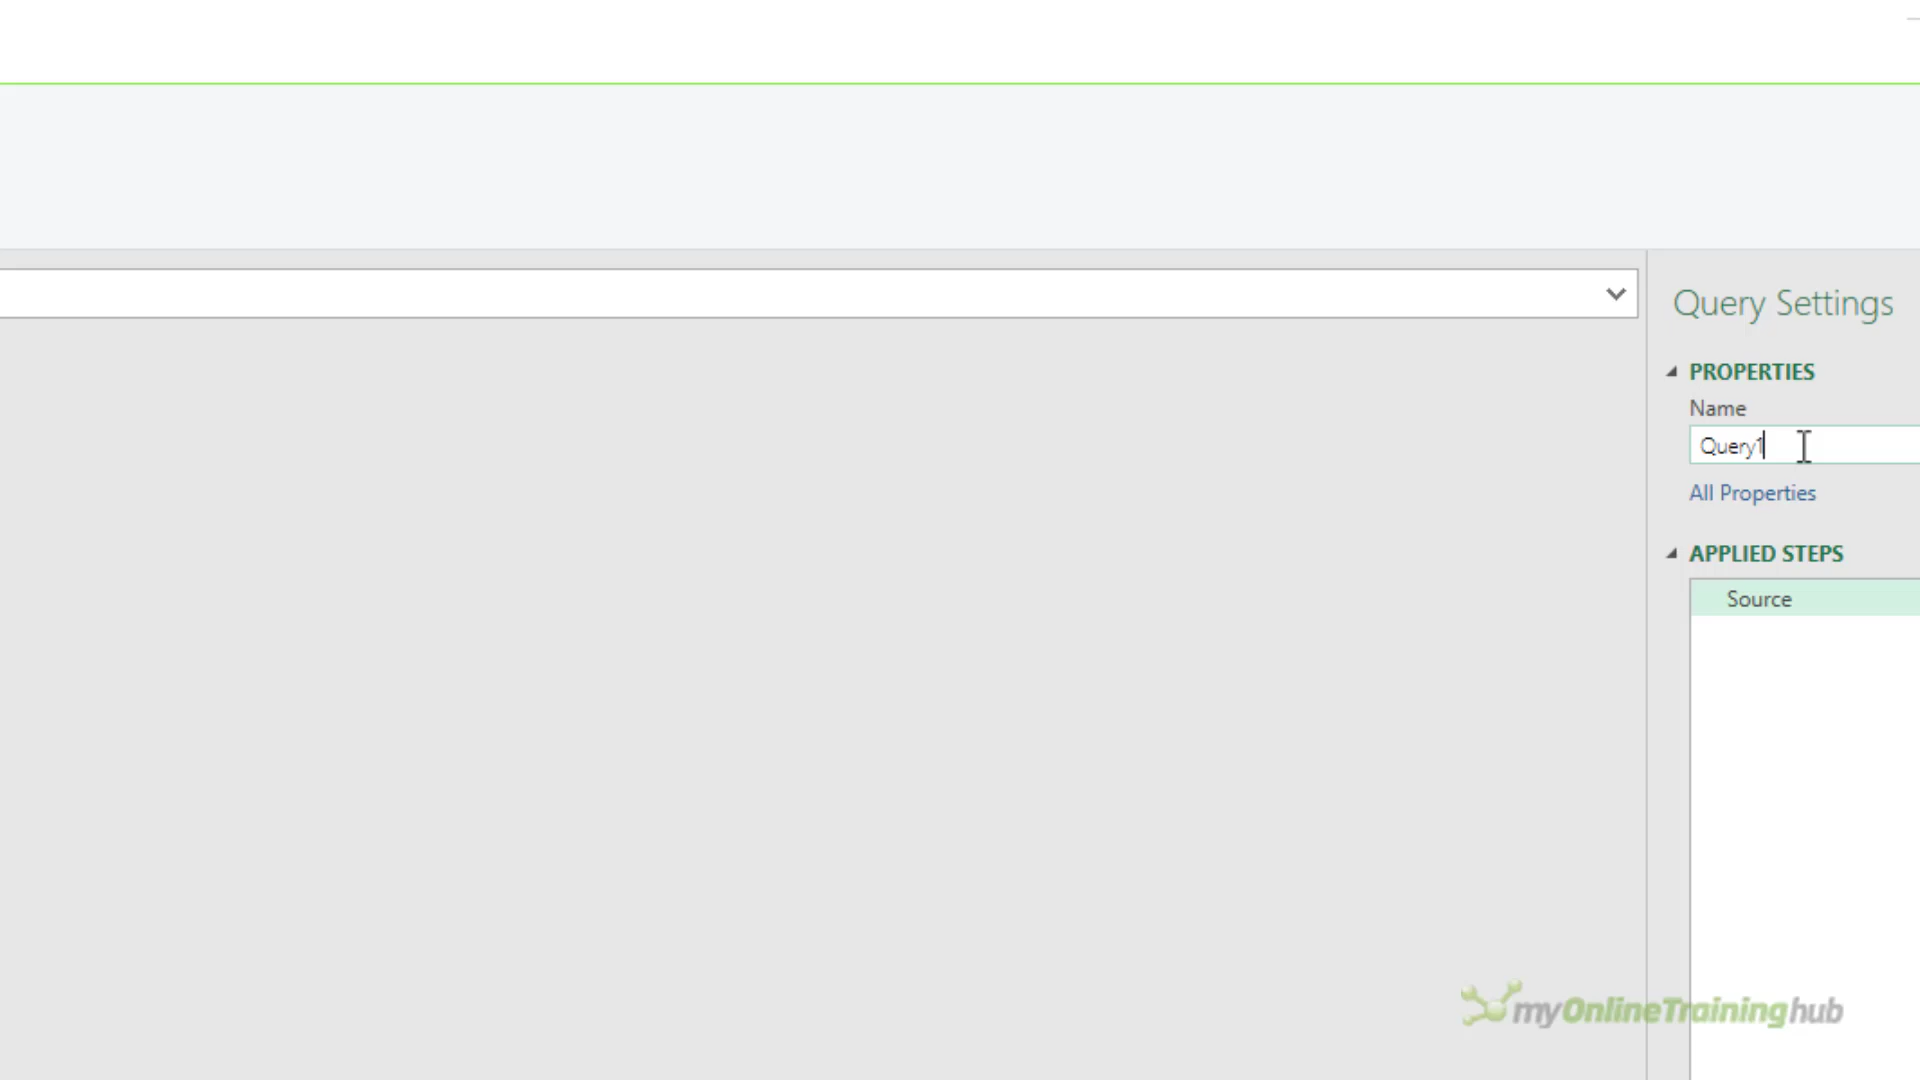 Query Settings
PROPERTIES
Name
Query1
All Properties
APPLIED STEPS
Source
myOnlineTraininghub